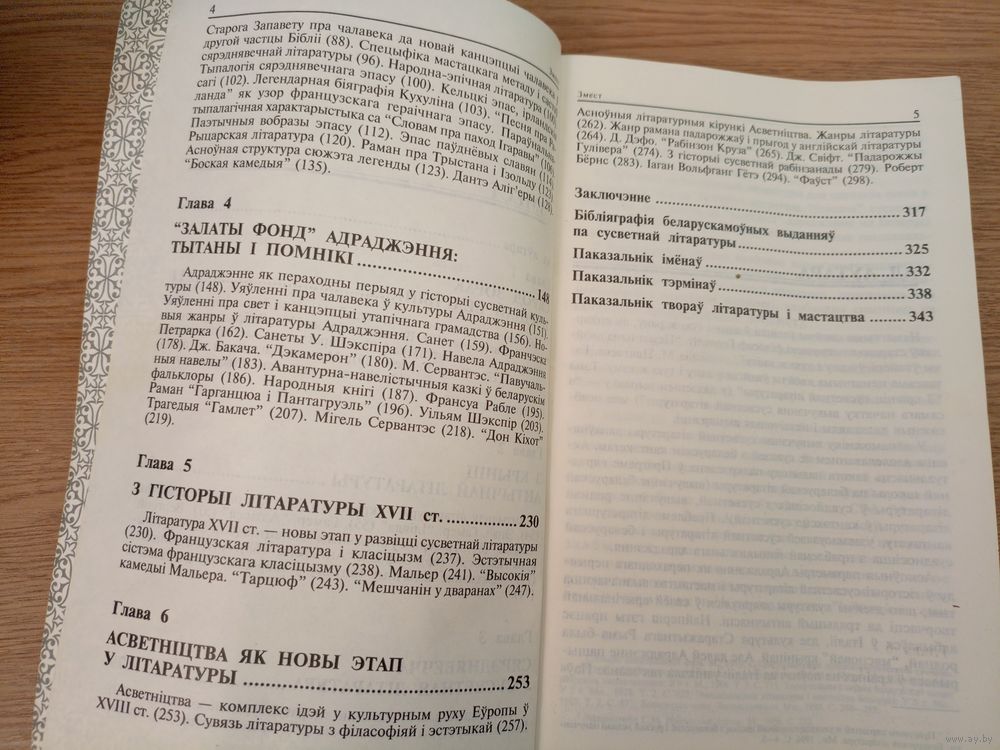 4
Старога Запавету пра чалавека да новай канцэпцыі чалавека
другой частцы Бібліі (88). Спецыфіка мастацкага метаду і
сярэднявечнай літаратуры (96). Народна-эпічная літаратура
Тыпалогія сярэднявечнага эпасу (100). Кельцкі эпас, ірландскія
сагі (102). Легендарная біяграфія Кухуліна (103). “Песня пра
ланда” як узор французскага гераічнага эпасу. Параўнальна-
тыпалагічная характарыстыка са “Словам пра паход Ігаравы” (106).
Паэтычныя вобразы эпасу (112). Эпас паўднёвых славян
Рыцарская літаратура (120). Раман пра Трыстана і Ізольду
Асноўная структура сюжэта легенды (123). Дантэ Аліг’еры (128).
“Боская камедыя” (135).
Глава 4
“ЗАЛАТЫ ФОНД” АДРАДЖЭННЯ:
ТЫТАНЫ І ПОМНІКІ ..................... 148
Адраджэнне як пераходны перыяд у гісторыі сусветнай куль-
туры (148). Уяўленні пра чалавека ў культуры Адраджэння (151).
Уяўленні пра свет і канцэпцыі утапічнага грамадства (156). Но-
выя жанры ў літаратуры Адраджэння. Санет (159). Франчэска
Петрарка (162). Санеты У. Шэкспіра (171). Навела Адраджэння
(178). Дж. Бакача. “Дэкамерон” (180). М. Сервантэс. “Павучаль-
ныя навелы” (183). Авантурна-навелістычныя казкі ў беларускім
фальклоры (186). Народныя кнігі (187). Франсуа Рабле (195).
Раман “Гарганцюа і Пантагруэль” (196). Уільям Шэкспір (203).
Трагедыя “Гамлет” (207). Мігель Сервантэс (218). “Дон Кіхот”
(219).
Глава 5
З ГІСТОРЫІ ЛІТАРАТУРЫ XVII ст. ............ 230
Літаратура XVII ст. — новы этап у развіцці сусветнай літаратуры
(230). Французская літаратура і класіцызм (237). Эстэтычная
сістэма французскага класіцызму (238). Мальер (241). “Высокія”
камедыі Мальера. “Тарцюф” (243). “Мешчанін у дваранах” (247).
Глава 6
АСВЕТНІЦТВА ЯК НОВЫ ЭТАП
У ЛІТАРАТУРЫ ........................ 253
Асветніцтва — комплекс ідэй у культурным руху Еўропы ў
XVIII ст. (253). Сувязь літаратуры з філасофіяй і эстэтыкай (257).
Змест
5
Асноўныя літаратурныя кірункі Асветніцтва. Жанры літаратуры
(262). Жанр рамана падарожжаў і прыгод у англійскай літаратуры
(264). Д. Дэфо. “Рабінзон Круза” (265). Дж. Свіфт. “Падарожжы
Гулівера” (274). З гісторыі сусветнай рабінзанады (279). Роберт
Бёрнс (283). Іаган Вольфганг Гётэ (294). “Фаўст” (298).
Заключэнне ........................ 317
Бібліяграфія беларускамоўных выданняў
па сусветнай літаратуры ................ 325
Паказальнік імёнаў ..................... 332
Паказальнік тэрмінаў .................... 338
Паказальнік твораў літаратуры і мастацтва ........ 343
www.ay.by